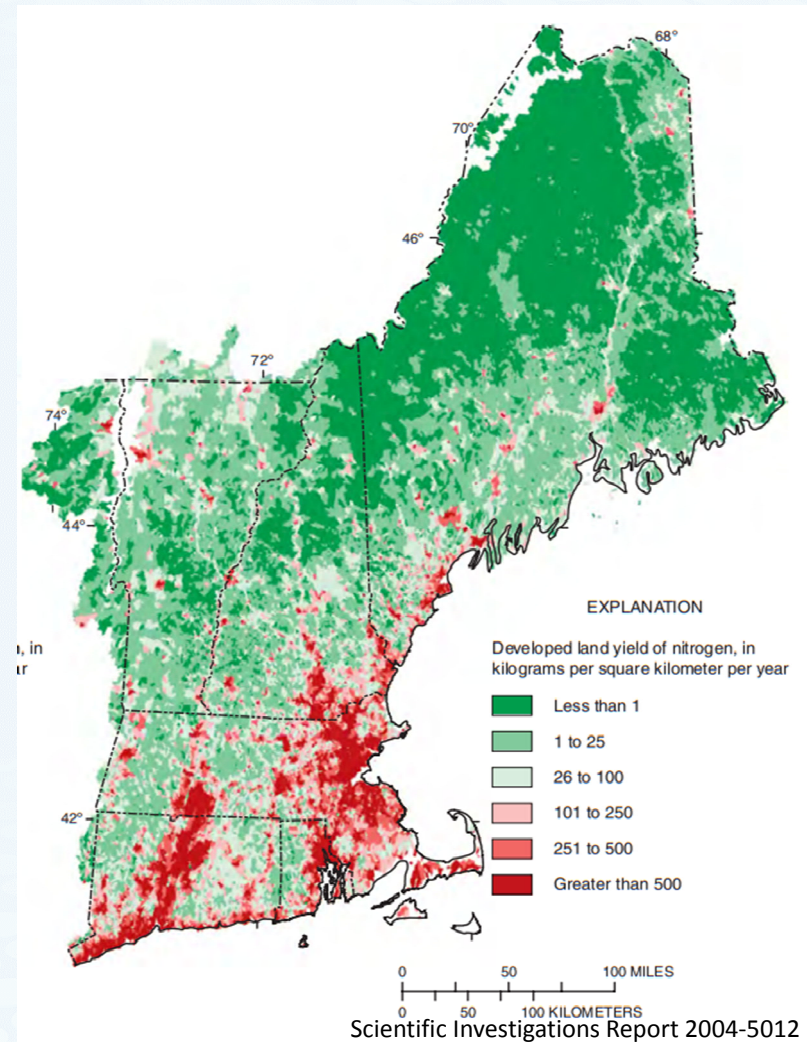 68°
70°
46°
72°
74°
44°
EXPLANATION
, in
Developed land yield of nitrogen, in
kilograms per square kilometer per year
Less than 1
1 to 25
26 to 100
42°
101 to 250
251 to 500
Greater than 500
0 50 100 MILES
0 50 100 KILOMETERS
Scientific Investigations Report 2004-5012